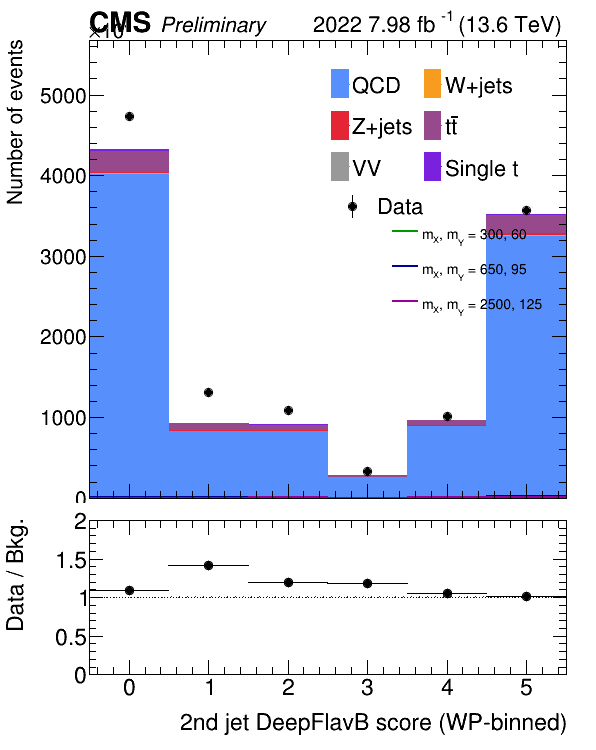 CMS Preliminary 2022 7.98 fb⁻¹ (13.6 TeV)
Number of events
5000
4000
3000
2000
1000
0
QCD W+jets
Z+jets tt̄
VV Single t
Data
m_X, m_Y = 300, 60
m_X, m_Y = 650, 95
m_X, m_Y = 2500, 125
Data / Bkg.
2
1.5
1
0.5
0
0 1 2 3 4 5
2nd jet DeepFlavB score (WP-binned)